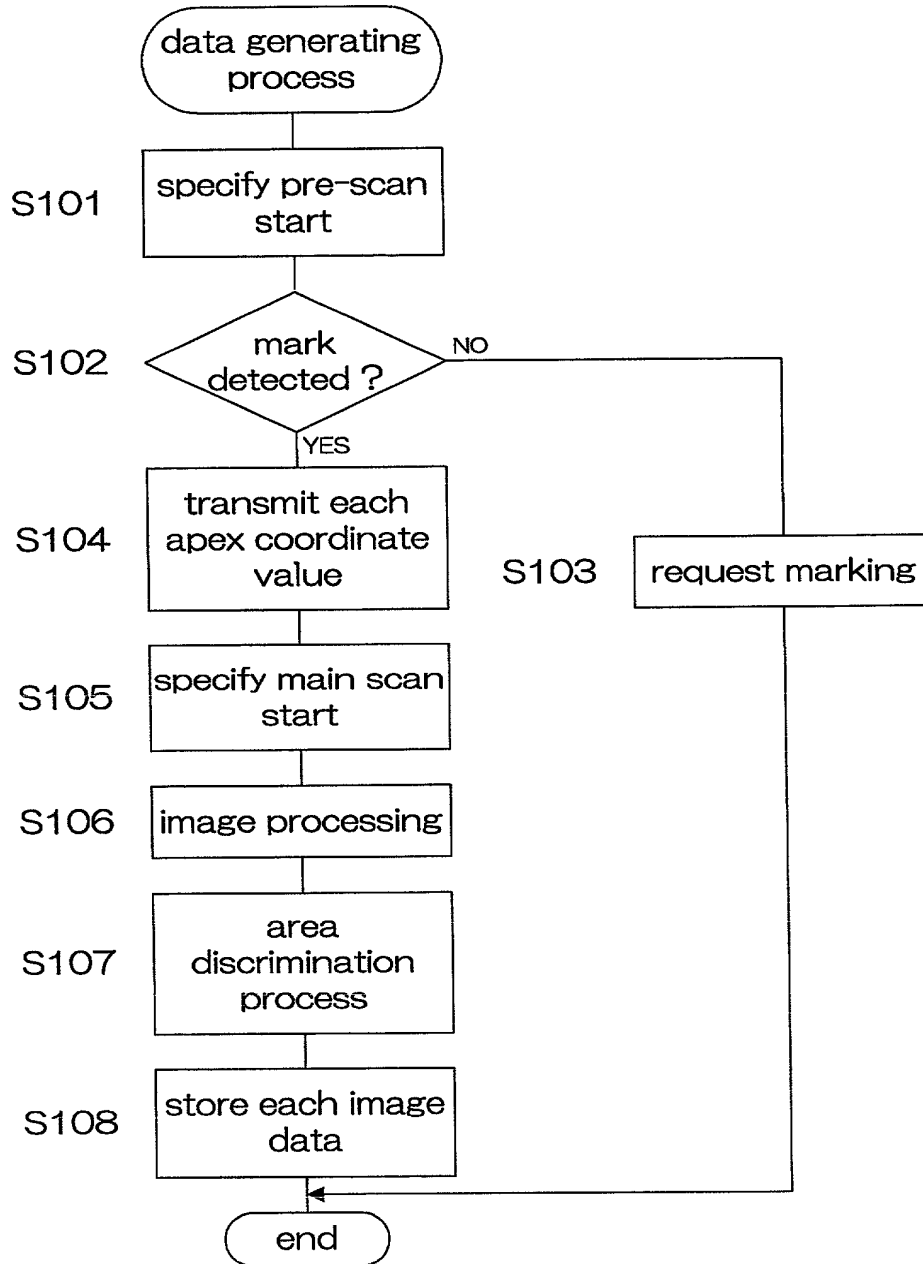 data generating
process
S101
specify pre-scan
start
S102
mark
detected ?
NO
YES
S104
transmit each
apex coordinate
value
S103
request marking
S105
specify main scan
start
S106
image processing
S107
area
discrimination
process
S108
store each image
data
end